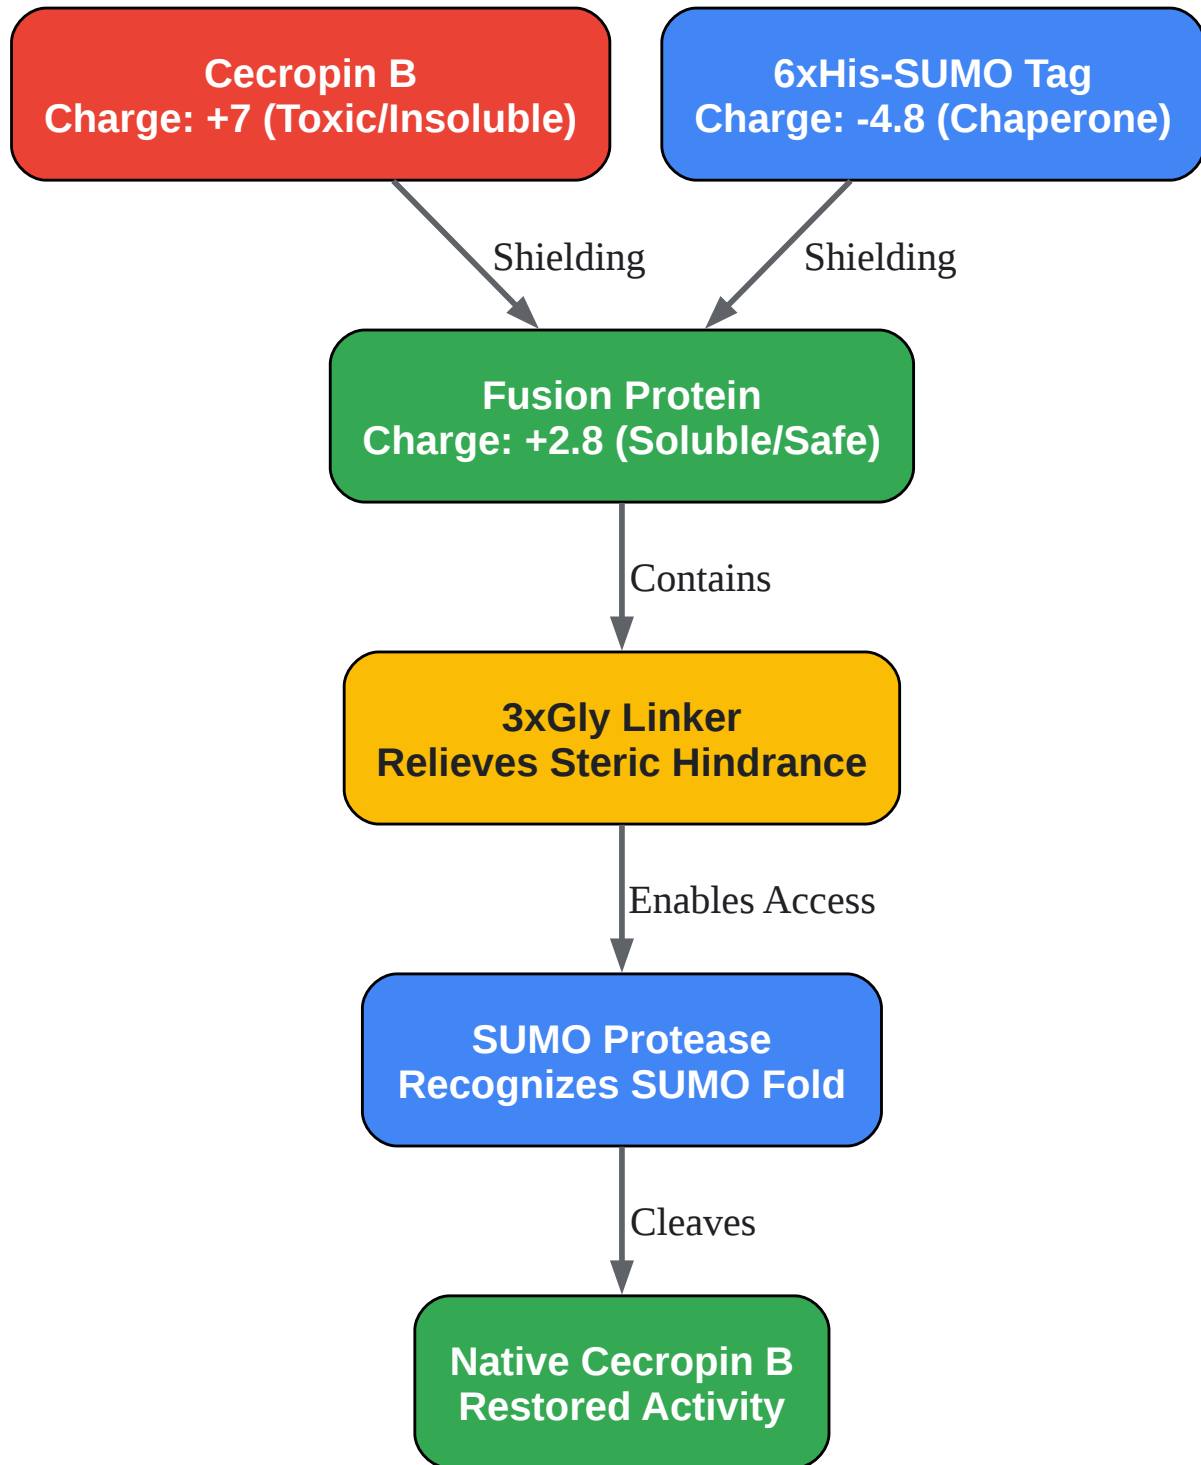 Cecropin B
Charge: +7 (Toxic/Insoluble)
6xHis-SUMO Tag
Charge: -4.8 (Chaperone)
Shielding
Shielding
Fusion Protein
Charge: +2.8 (Soluble/Safe)
Contains
3xGly Linker
Relieves Steric Hindrance
Enables Access
SUMO Protease
Recognizes SUMO Fold
Cleaves
Native Cecropin B
Restored Activity